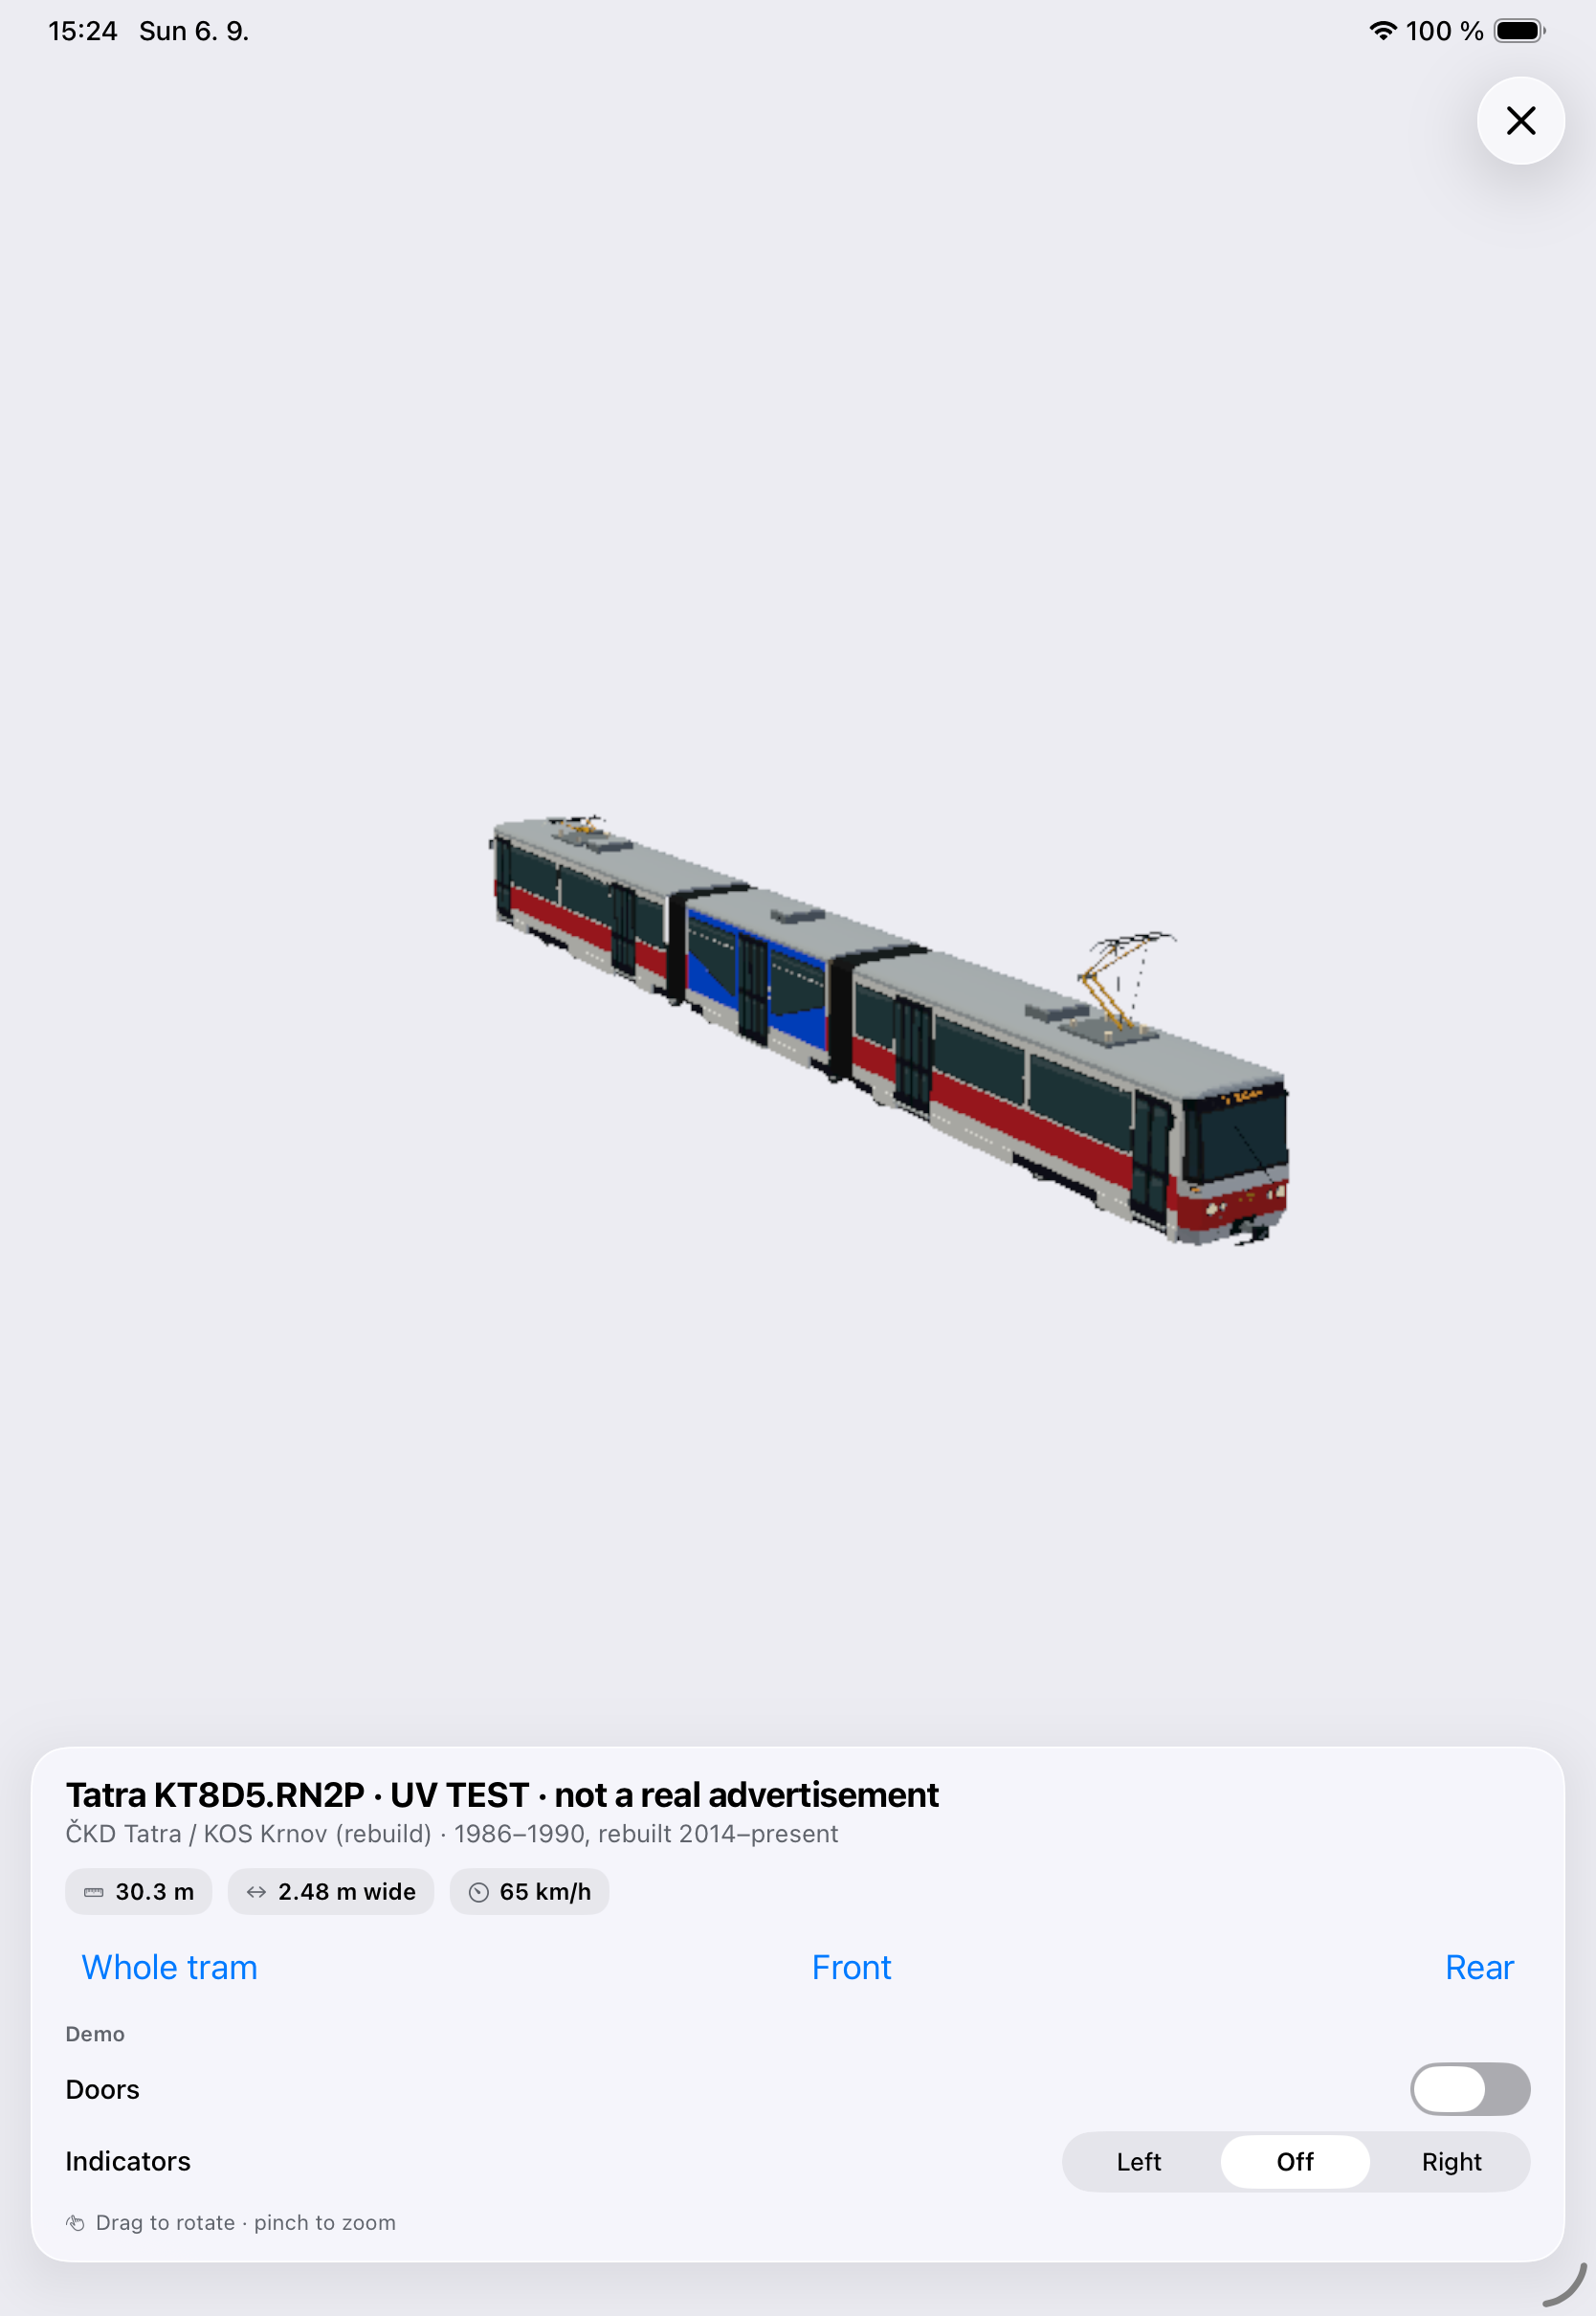 15:24 Sun 6. 9.
100 %
Tatra KT8D5.RN2P · UV TEST · not a real advertisement
ČKD Tatra / KOS Krnov (rebuild) · 1986–1990, rebuilt 2014–present
30.3 m
2.48 m wide
65 km/h
Whole tram
Front
Rear
Demo
Doors
Indicators
Left
Off
Right
Drag to rotate · pinch to zoom